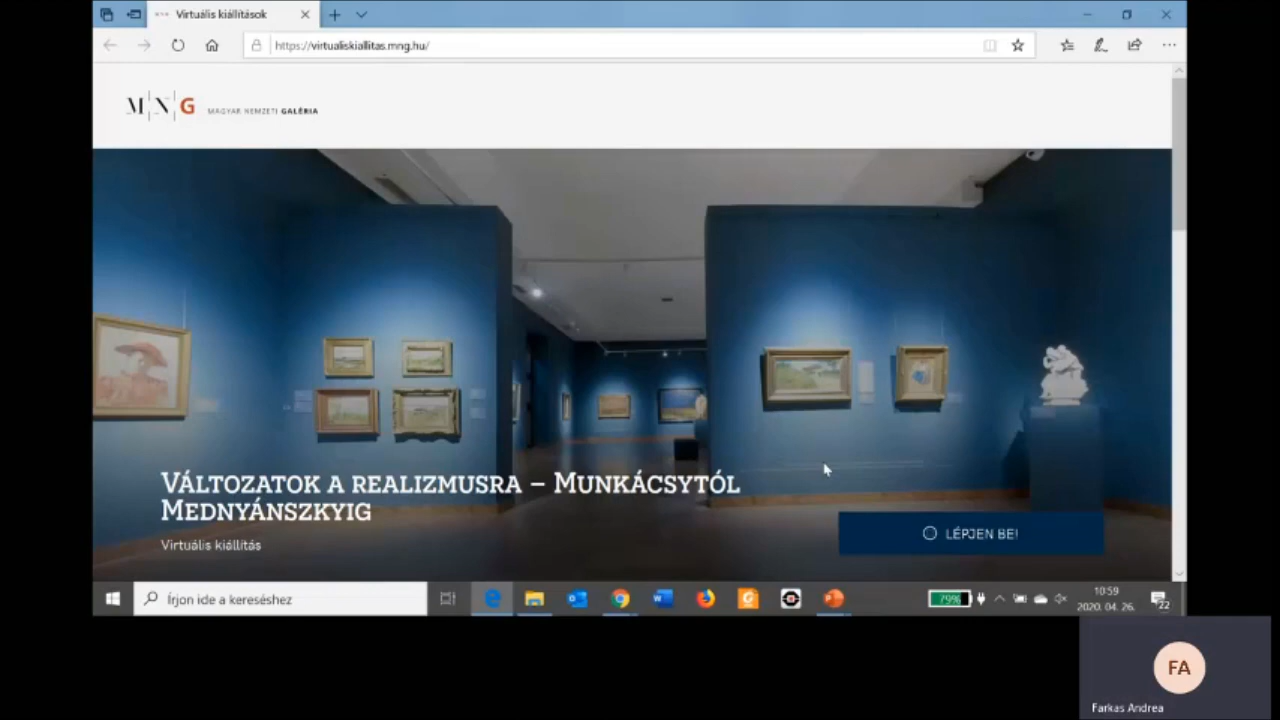 Virtuális kiállítások
https://virtualiskiallitas.mng.hu/
MNG MAGYAR NEMZETI GALÉRIA
VÁLTOZATOK A REALIZMUSRA – MUNKÁCSYTÓL
MEDNYÁNSZKYIG
Virtuális kiállítás
LÉPJEN BE!
Írjon ide a kereséshez
79%
10:59
2020. 04. 26.
22
FA
Farkas Andrea